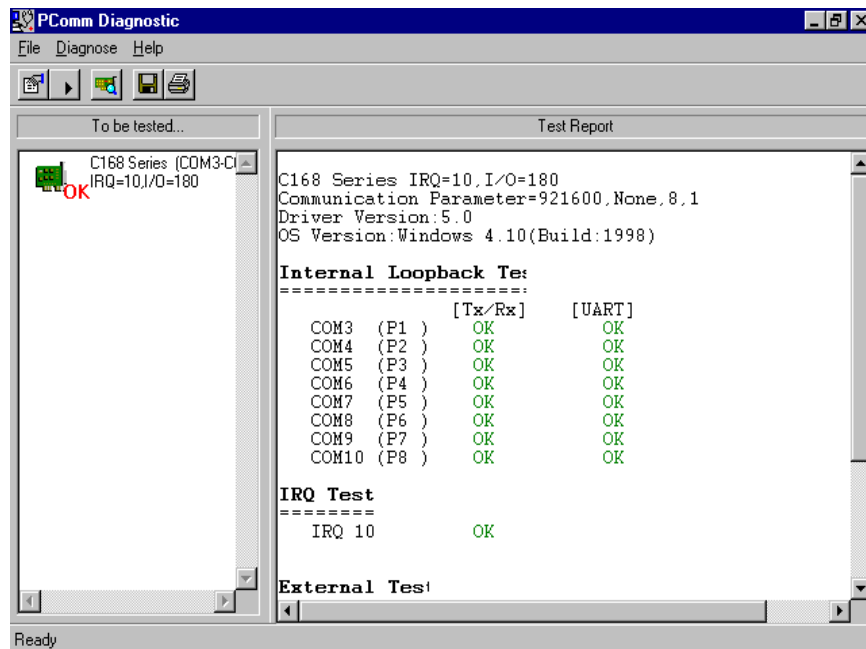 PComm Diagnostic
File Diagnose Help
To be tested...
C168 Series (COM3-C
IRQ=10,I/O=180
OK
Test Report
C168 Series IRQ=10,I/O=180
Communication Parameter=921600,None,8,1
Driver Version:5.0
OS Version:Windows 4.10(Build:1998)
Internal Loopback Tes
======================
[Tx/Rx] [UART]
COM3 (P1 ) OK OK
COM4 (P2 ) OK OK
COM5 (P3 ) OK OK
COM6 (P4 ) OK OK
COM7 (P5 ) OK OK
COM8 (P6 ) OK OK
COM9 (P7 ) OK OK
COM10 (P8 ) OK OK
IRQ Test
========
IRQ 10 OK
External Test
Ready